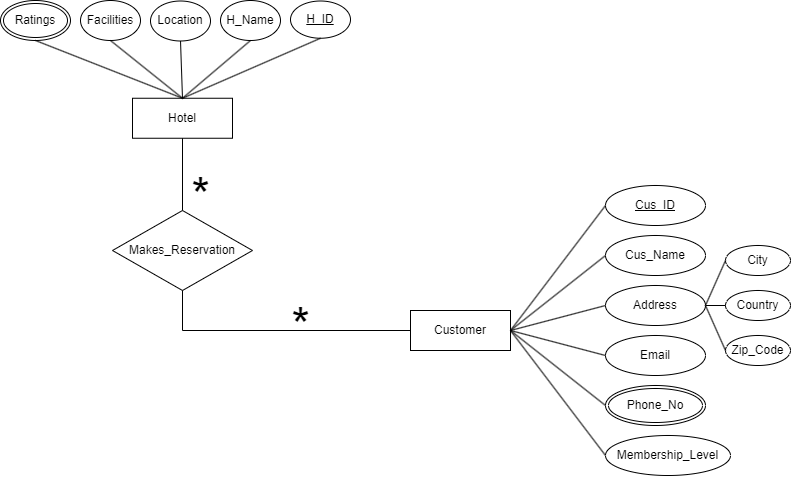 Ratings
Facilities
Location
H_Name
H_ID
Hotel
*
Makes_Reservation
*
Customer
Cus_ID
Cus_Name
Address
City
Country
Zip_Code
Email
Phone_No
Membership_Level